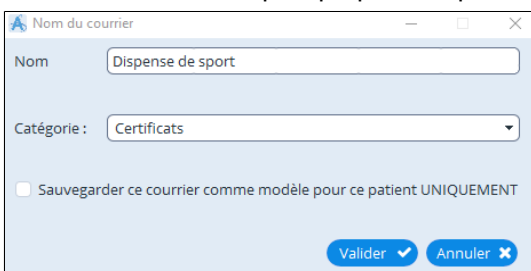 Nom du courrier
Nom Dispense de sport
Catégorie : Certificats
Sauvegarder ce courrier comme modèle pour ce patient UNIQUEMENT
Valider Annuler